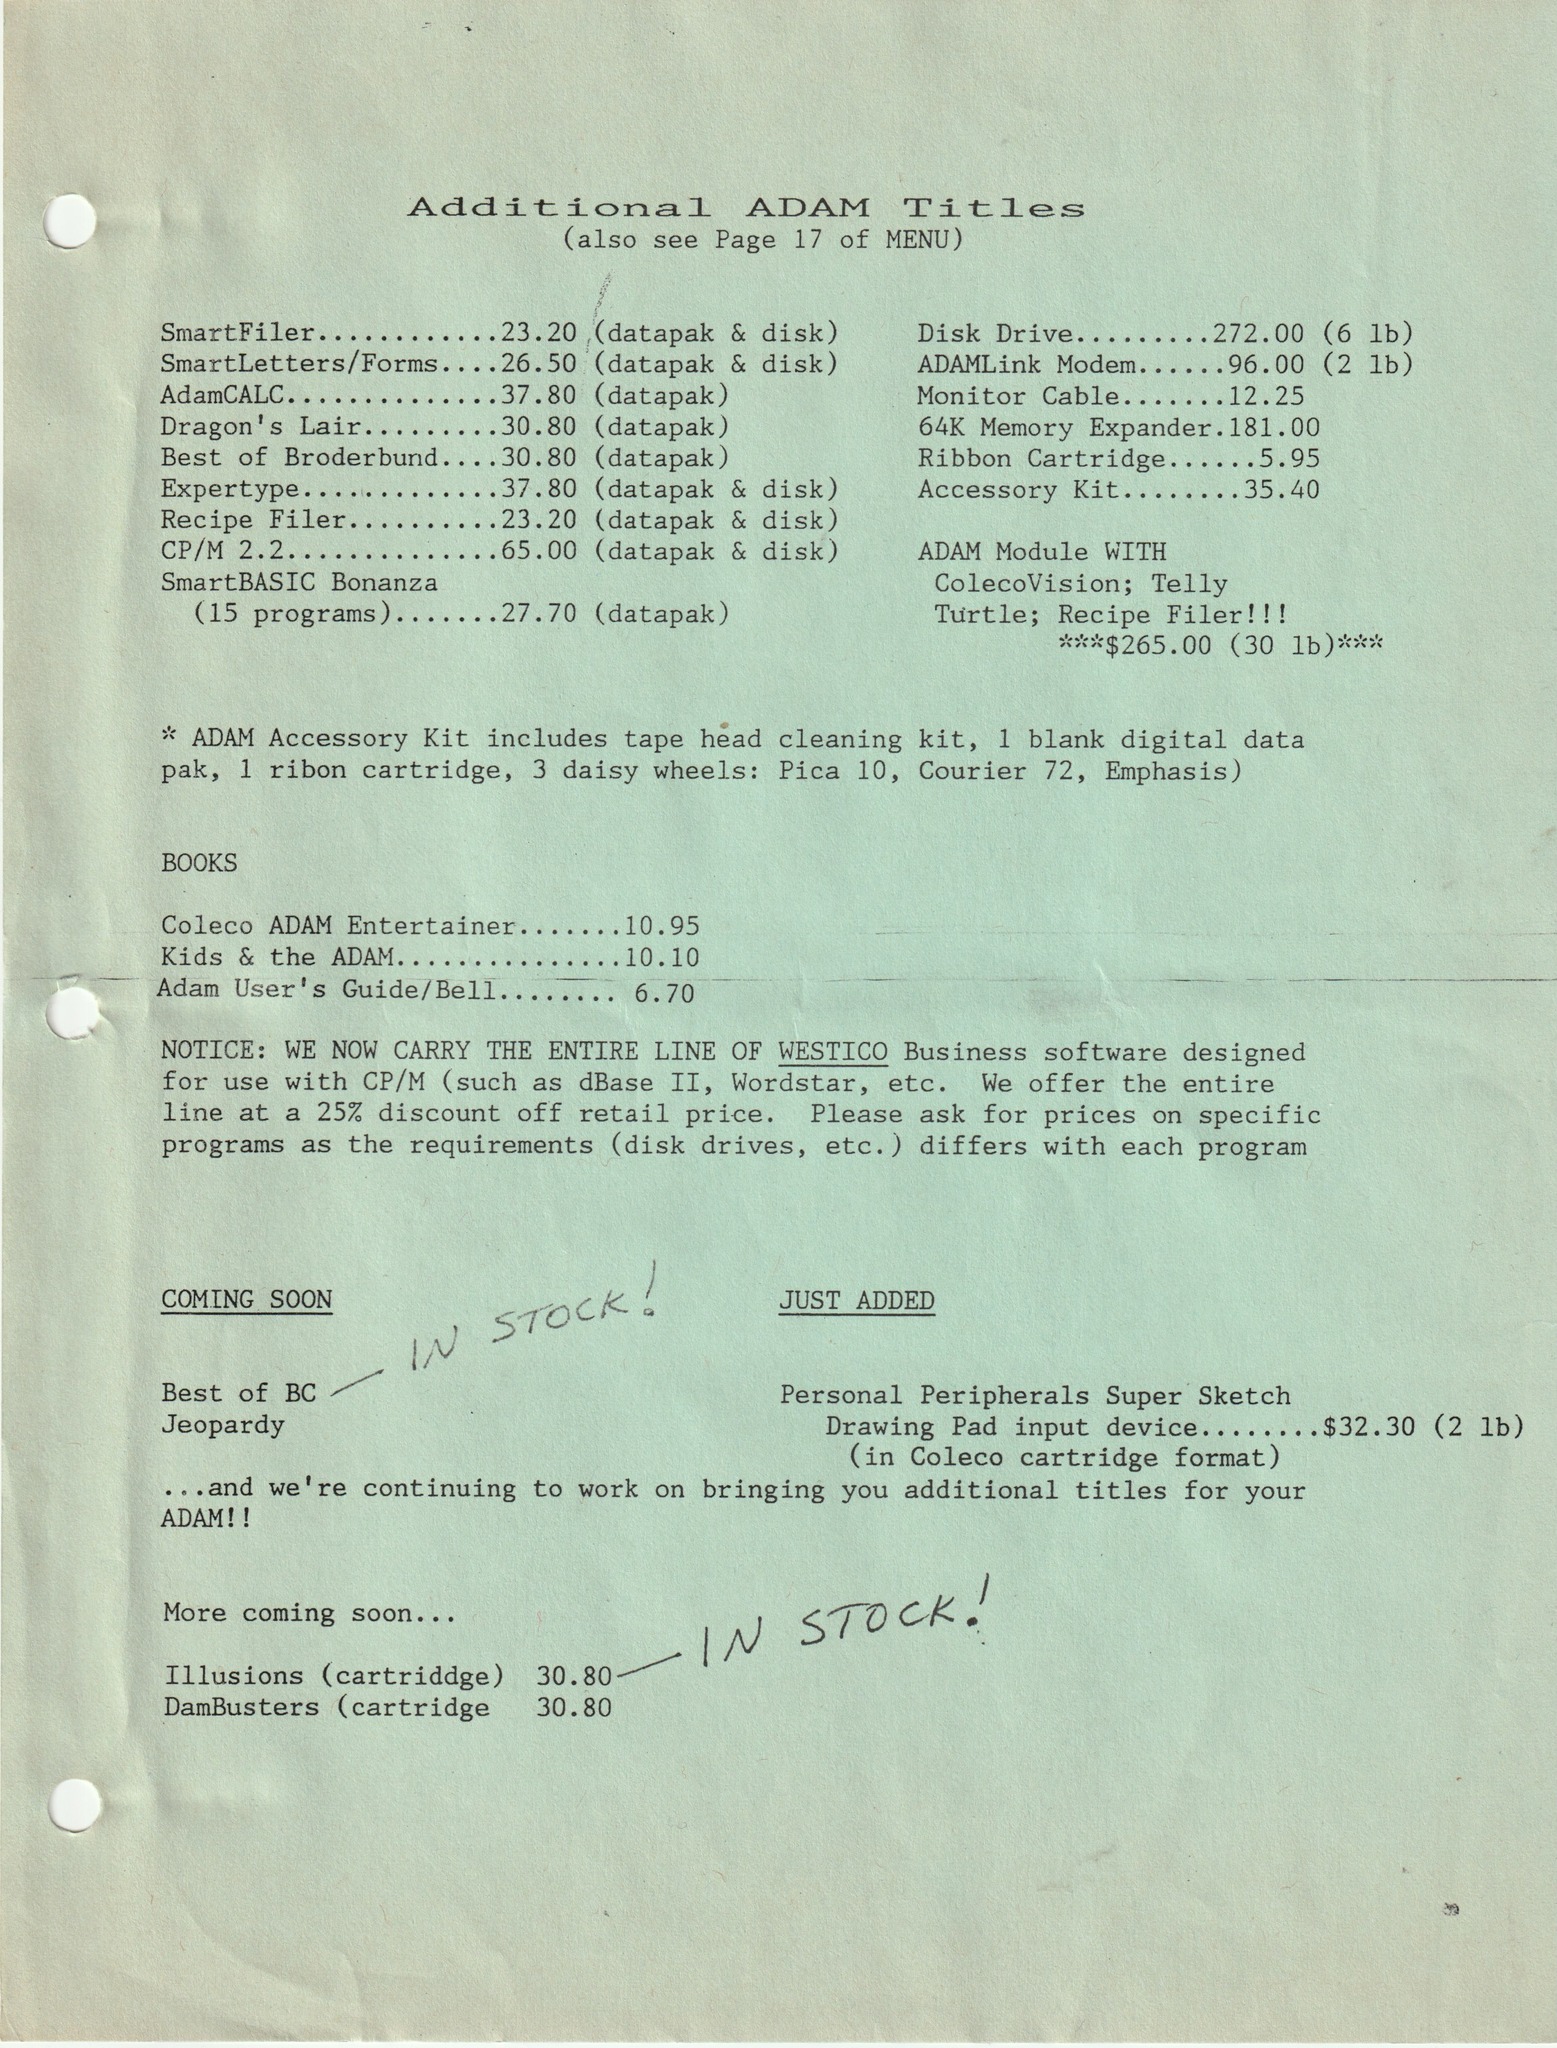 Additional ADAM Titles
(also see Page 17 of MENU)
SmartFiler............23.20 (datapak & disk)
SmartLetters/Forms....26.50 (datapak & disk)
AdamCALC..............37.80 (datapak)
Dragon's Lair.........30.80 (datapak)
Best of Broderbund....30.80 (datapak)
Expertype.............37.80 (datapak & disk)
Recipe Filer..........23.20 (datapak & disk)
CP/M 2.2..............65.00 (datapak & disk)
SmartBASIC Bonanza
(15 programs).......27.70 (datapak)
Disk Drive.........272.00 (6 lb)
ADAMLink Modem......96.00 (2 lb)
Monitor Cable.......12.25
64K Memory Expander.181.00
Ribbon Cartridge......5.95
Accessory Kit........35.40
ADAM Module WITH
ColecoVision; Telly
Turtle; Recipe Filer!!!
***$265.00 (30 lb)***
* ADAM Accessory Kit includes tape head cleaning kit, 1 blank digital data
pak, 1 ribon cartridge, 3 daisy wheels: Pica 10, Courier 72, Emphasis)
BOOKS
Coleco ADAM Entertainer.......10.95
Kids & the ADAM...............10.10
Adam User's Guide/Bell........ 6.70
NOTICE: WE NOW CARRY THE ENTIRE LINE OF WESTICO Business software designed
for use with CP/M (such as dBase II, Wordstar, etc.  We offer the entire
line at a 25% discount off retail price.  Please ask for prices on specific
programs as the requirements (disk drives, etc.) differs with each program
COMING SOON
IN STOCK!
Best of BC
Jeopardy
JUST ADDED
Personal Peripherals Super Sketch
Drawing Pad input device........$32.30 (2 lb)
(in Coleco cartridge format)
...and we're continuing to work on bringing you additional titles for your
ADAM!!
More coming soon...
IN STOCK!
Illusions (cartriddge)  30.80
DamBusters (cartridge   30.80